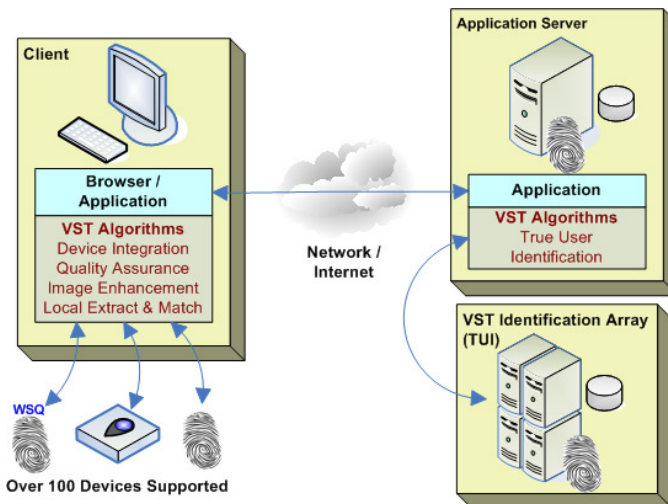 Client
Browser /
Application
VST Algorithms
Device Integration
Quality Assurance
Image Enhancement
Local Extract & Match
WSQ
Over 100 Devices Supported
Network /
Internet
Application Server
Application
VST Algorithms
True User
Identification
VST Identification Array
(TUI)